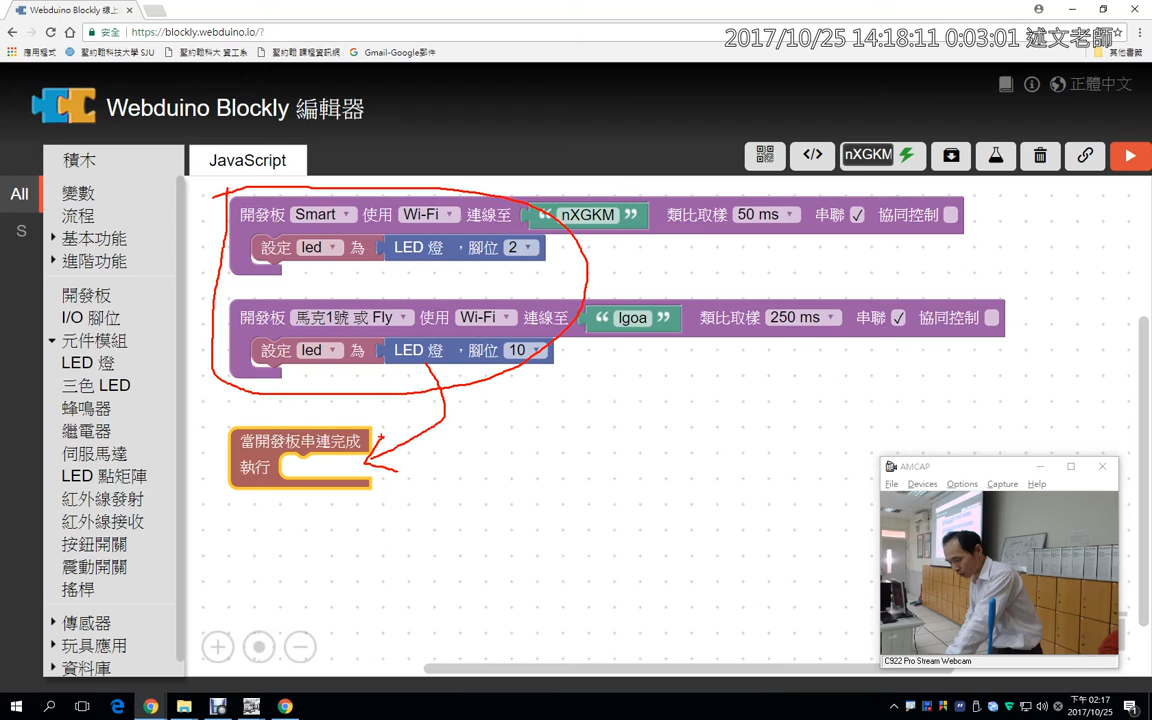 Webduino Blockly 線上
安全 https://blockly.webduino.io/?
2017/10/25 14:18:11 0:03:01 述文老師
應用程式 聖約翰科技大學 SJU 聖約翰科大 資工系 聖約翰 課程資訊網 Gmail-Google郵件 其他書籤
Webduino Blockly 編輯器
正體中文
積木
JavaScript
</> nXGKM
All
S
變數
流程
基本功能
進階功能
開發板
I/O 腳位
元件模組
LED 燈
三色 LED
蜂鳴器
繼電器
伺服馬達
LED 點矩陣
紅外線發射
紅外線接收
按鈕開關
震動開關
搖桿
傳感器
玩具應用
資料庫
開發板 Smart 使用 Wi-Fi 連線至 “ nXGKM ” 類比取樣 50 ms 串聯 協同控制
設定 led 為 LED 燈 ，腳位 2
開發板 馬克1號 或 Fly 使用 Wi-Fi 連線至 “ lgoa ” 類比取樣 250 ms 串聯 協同控制
設定 led 為 LED 燈 ，腳位 10
當開發板串連完成
執行
AMCAP
File Devices Options Capture Help
C922 Pro Stream Webcam
下午 02:17
2017/10/25